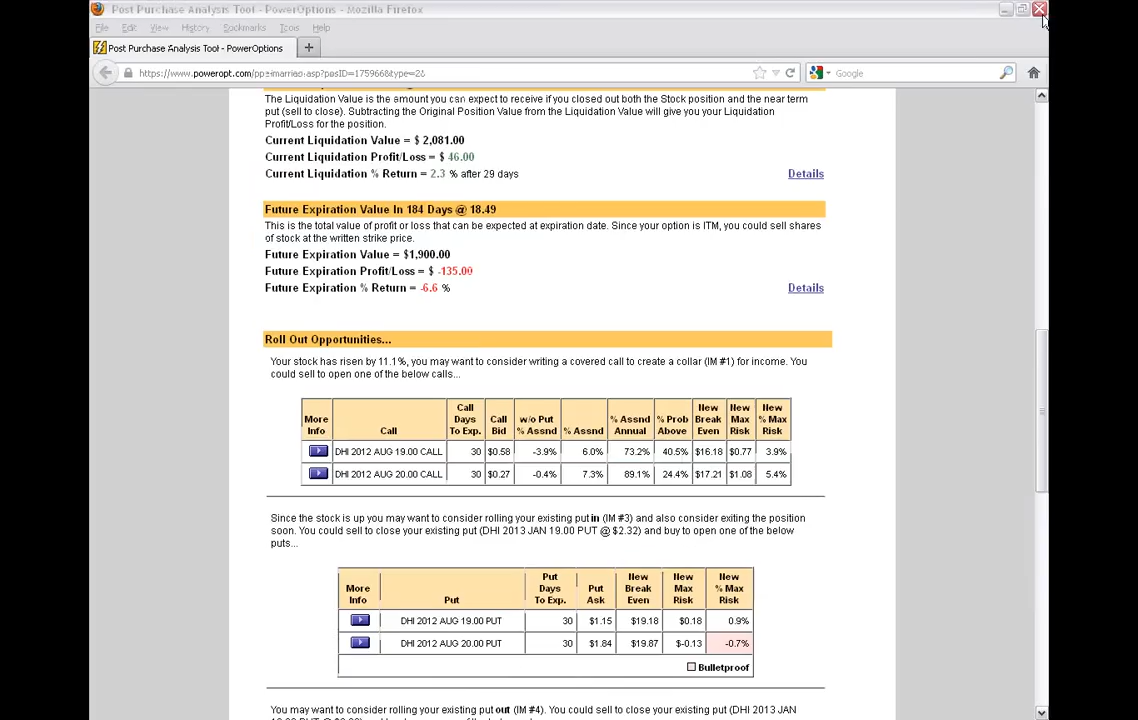 Post Purchase Analysis Tool - PowerOptions - Mozilla Firefox
File Edit View History Bookmarks Tools Help
Post Purchase Analysis Tool - PowerOptions
Google
The Liquidation Value is the amount you can expect to receive if you closed out both the Stock position and the near term
put (sell to close). Subtracting the Original Position Value from the Liquidation Value will give you your Liquidation
Profit/Loss for the position.
Current Liquidation Value = $ 2,081.00
Current Liquidation Profit/Loss = $ 46.00
Current Liquidation % Return = 2.3 % after 29 days Details
Future Expiration Value In 184 Days @ 18.49
This is the total value of profit or loss that can be expected at expiration date. Since your option is ITM, you could sell shares
of stock at the written strike price.
Future Expiration Value = $1,900.00
Future Expiration Profit/Loss = $ -135.00
Future Expiration % Return = -6.6 % Details
Roll Out Opportunities...
Your stock has risen by 11.1%, you may want to consider writing a covered call to create a collar (IM #1) for income. You
could sell to open one of the below calls...
More Info Call Call Days To Exp. Call Bid w/o Put % Assnd % Assnd % Assnd Annual % Prob Above New Break Even New Max Risk New % Max Risk
DHI 2012 AUG 19.00 CALL 30 $0.58 -3.9% 6.0% 73.2% 40.5% $16.18 $0.77 3.9%
DHI 2012 AUG 20.00 CALL 30 $0.27 -0.4% 7.3% 89.1% 24.4% $17.21 $1.08 5.4%
Since the stock is up you may want to consider rolling your existing put in (IM #3) and also consider exiting the position
soon. You could sell to close your existing put (DHI 2013 JAN 19.00 PUT @ $2.32) and buy to open one of the below
puts...
More Info Put Put Days To Exp. Put Ask New Break Even New Max Risk New % Max Risk
DHI 2012 AUG 19.00 PUT 30 $1.15 $19.18 $0.18 0.9%
DHI 2012 AUG 20.00 PUT 30 $1.84 $19.87 $-0.13 -0.7%
Bulletproof
You may want to consider rolling your existing put out (IM #4). You could sell to close your existing put (DHI 2013 JAN